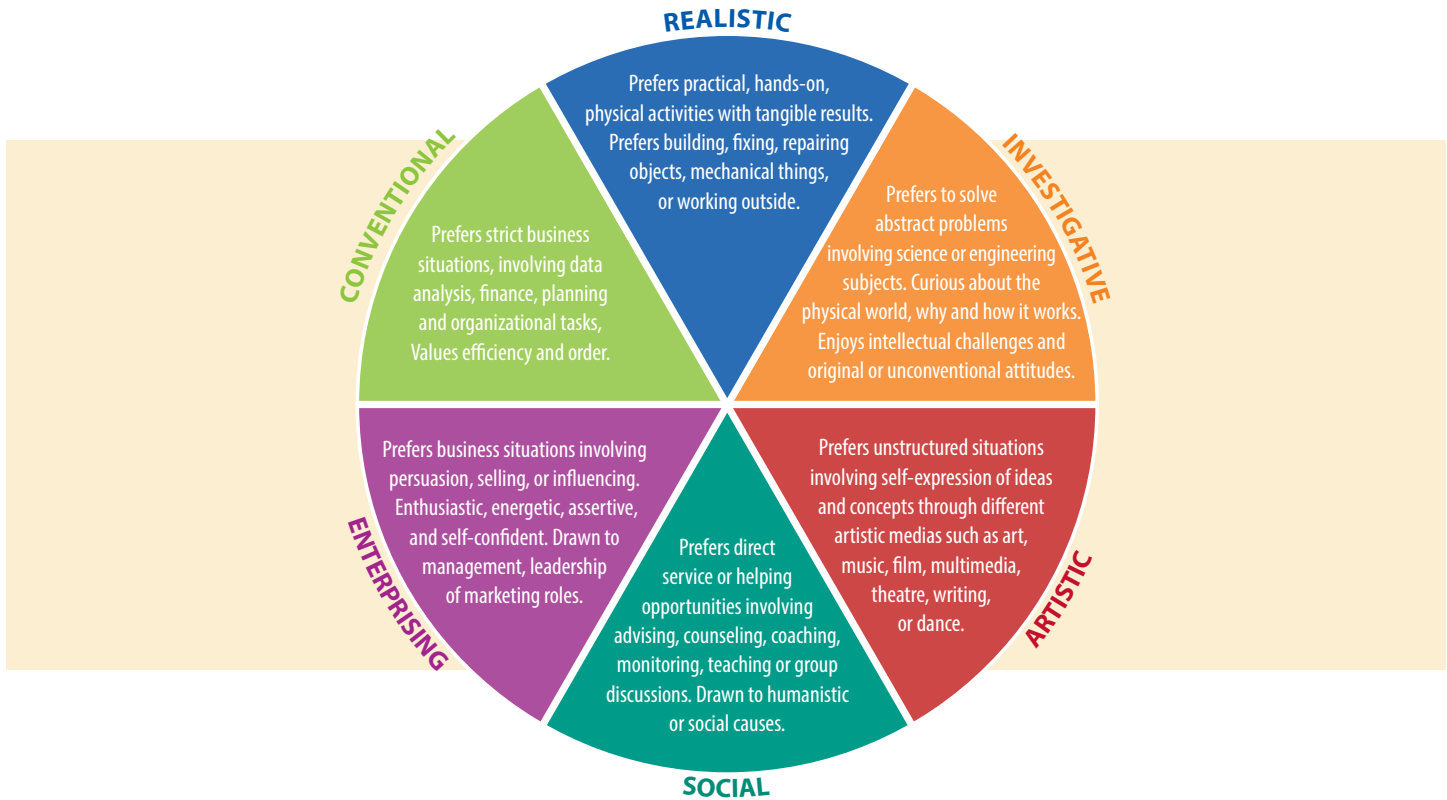 REALISTIC
Prefers practical, hands-on,
physical activities with tangible results.
Prefers building, fixing, repairing
objects, mechanical things,
or working outside.
INVESTIGATIVE
Prefers to solve
abstract problems
involving science or engineering
subjects. Curious about the
physical world, why and how it works.
Enjoys intellectual challenges and
original or unconventional attitudes.
ARTISTIC
Prefers unstructured situations
involving self-expression of ideas
and concepts through different
artistic medias such as art,
music, film, multimedia,
theatre, writing,
or dance.
SOCIAL
Prefers direct
service or helping
opportunities involving
advising, counseling, coaching,
monitoring, teaching or group
discussions. Drawn to humanistic
or social causes.
ENTERPRISING
Prefers business situations involving
persuasion, selling, or influencing.
Enthusiastic, energetic, assertive,
and self-confident. Drawn to
management, leadership
of marketing roles.
CONVENTIONAL
Prefers strict business
situations, involving data
analysis, finance, planning
and organizational tasks,
Values efficiency and order.